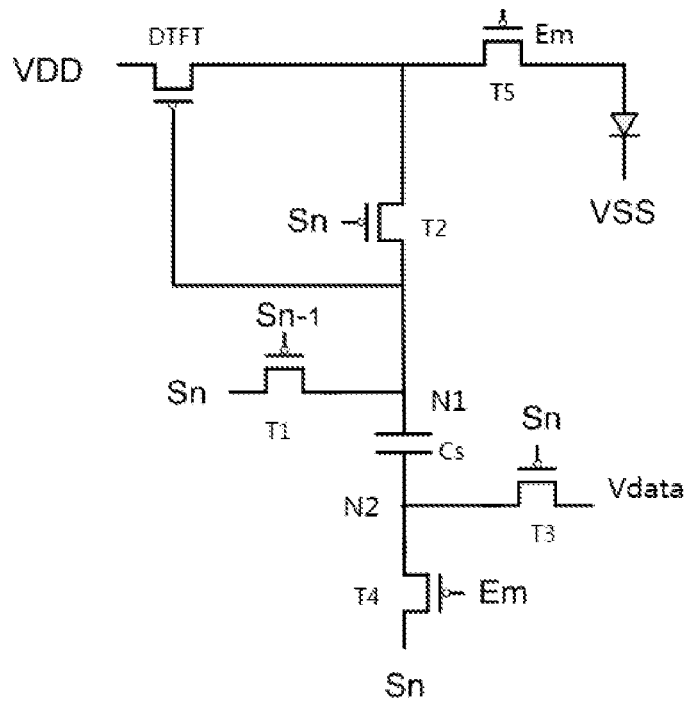 DTFT
Em
VDD
T5
Sn
T2
VSS
Sn-1
Sn
T1
N1
Sn
Cs
Vdata
N2
T3
T4
Em
Sn